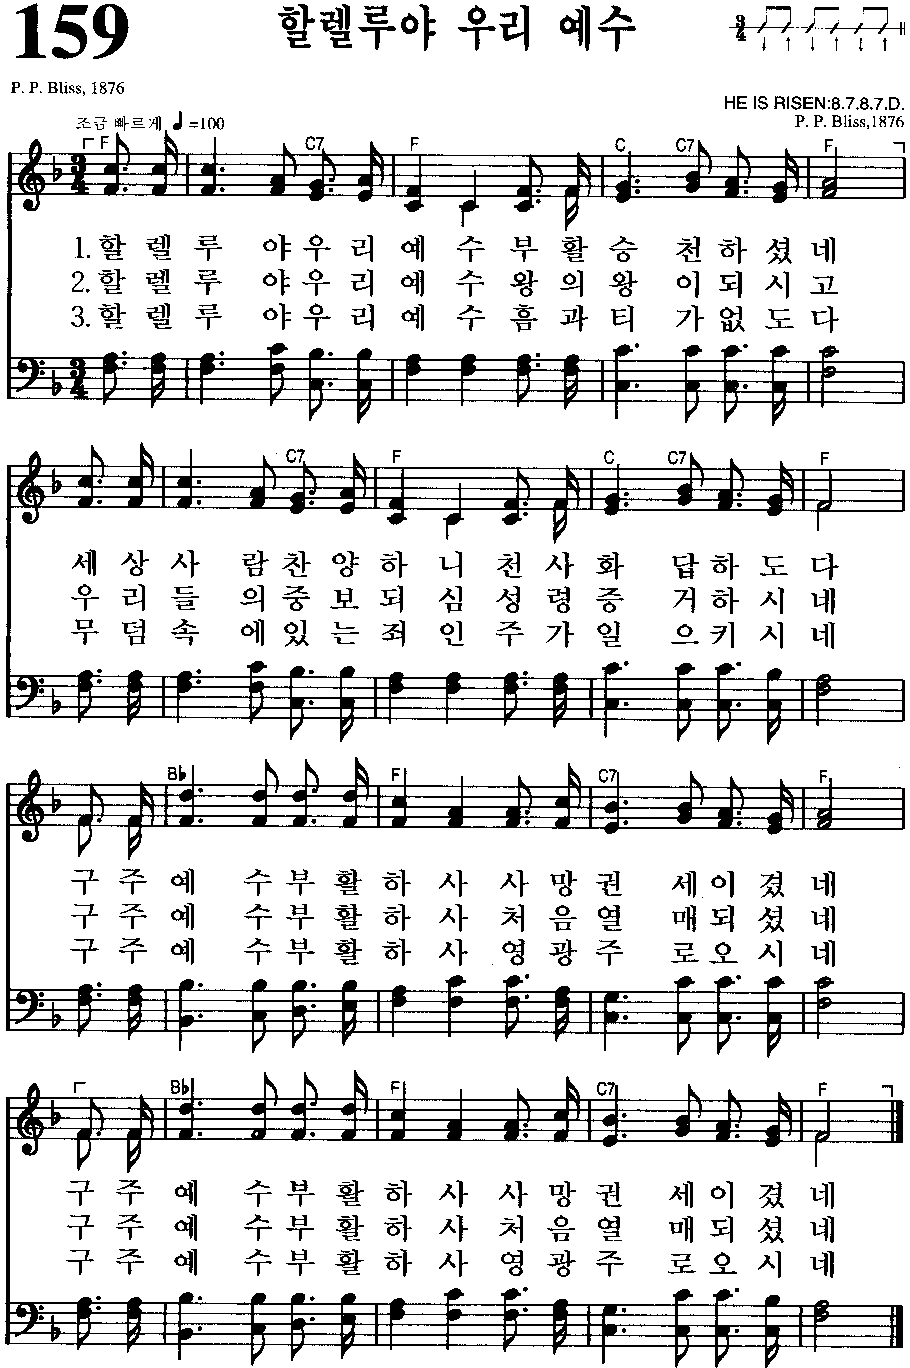 159
할렐루야 우리 예수
3/4
P. P. Bliss, 1876
HE IS RISEN:8.7.8.7.D.
P. P. Bliss,1876
조금 빠르게 ♩=100
F C7 F C C7 F
1. 할 렐 루 야 우 리 예 수 부 활 승 천 하 셨 네
2. 할 렐 루 야 우 리 예 수 왕 의 왕 이 되 시 고
3. 할 렐 루 야 우 리 예 수 흠 과 티 가 없 도 다
C7 F C C7 F
세 상 사 람 찬 양 하 니 천 사 화 답 하 도 다
우 리 들 의 중 보 되 심 성 령 증 거 하 시 네
무 덤 속 에 있 는 죄 인 주 가 일 으 키 시 네
B♭ F C7 F
구 주 예 수 부 활 하 사 사 망 권 세 이 겼 네
구 주 예 수 부 활 하 사 처 음 열 매 되 셨 네
구 주 예 수 부 활 하 사 영 광 주 로 오 시 네
B♭ F C7 F
구 주 예 수 부 활 하 사 사 망 권 세 이 겼 네
구 주 예 수 부 활 하 사 처 음 열 매 되 셨 네
구 주 예 수 부 활 하 사 영 광 주 로 오 시 네